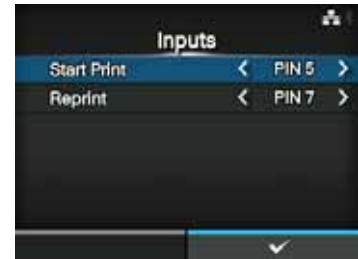 Inputs
Start Print < PIN 5 >
Reprint < PIN 7 >